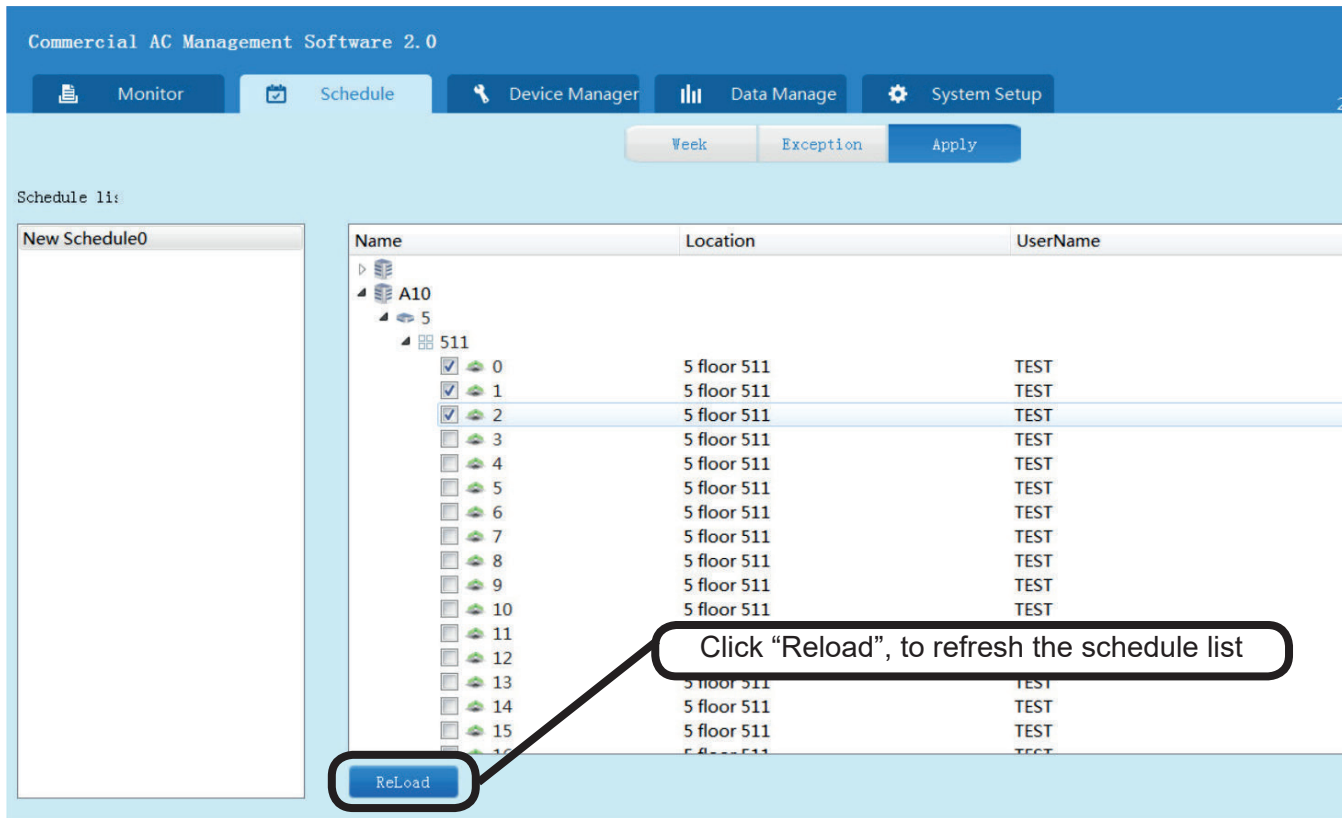 Commercial AC Management Software 2.0
Monitor Schedule Device Manager Data Manage System Setup
Week Exception Apply
Schedule
New Schedule0
Name Location UserName
A10
5
511
0 5 floor 511 TEST
1 5 floor 511 TEST
2 5 floor 511 TEST
3 5 floor 511 TEST
4 5 floor 511 TEST
5 5 floor 511 TEST
6 5 floor 511 TEST
7 5 floor 511 TEST
8 5 floor 511 TEST
9 5 floor 511 TEST
10 5 floor 511 TEST
11
Click “Reload”, to refresh the schedule list
12
13 5 floor 511 TEST
14 5 floor 511 TEST
15 5 floor 511 TEST
ReLoad